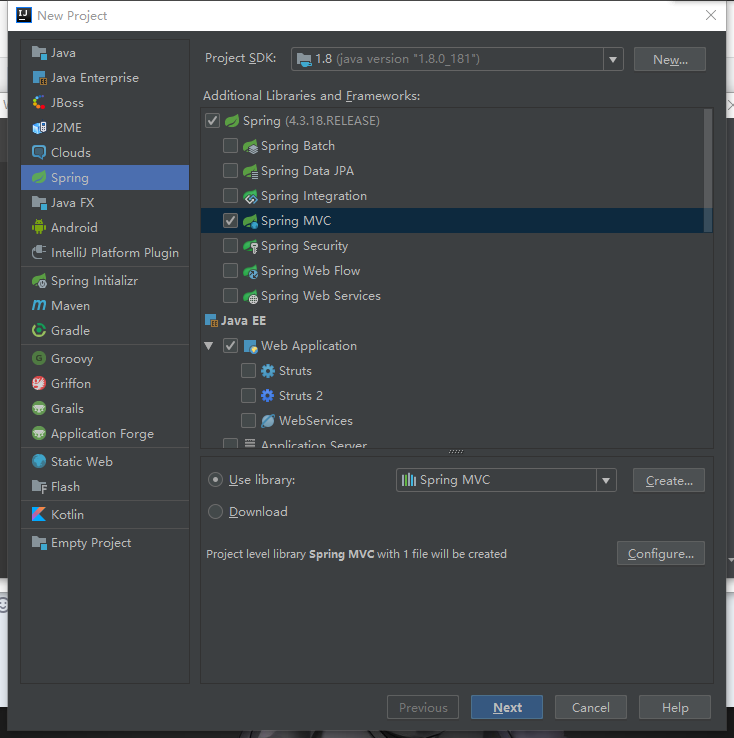 New Project
Java
Java Enterprise
JBoss
J2ME
Clouds
Spring
Java FX
Android
IntelliJ Platform Plugin
Spring Initializr
Maven
Gradle
Groovy
Griffon
Grails
Application Forge
Static Web
Flash
Kotlin
Empty Project
Project SDK: 1.8 (java version "1.8.0_181") New...
Additional Libraries and Frameworks:
Spring (4.3.18.RELEASE)
Spring Batch
Spring Data JPA
Spring Integration
Spring MVC
Spring Security
Spring Web Flow
Spring Web Services
Java EE
Web Application
Struts
Struts 2
WebServices
Application Server
Use library: Spring MVC Create...
Download
Project level library Spring MVC with 1 file will be created Configure...
Previous Next Cancel Help